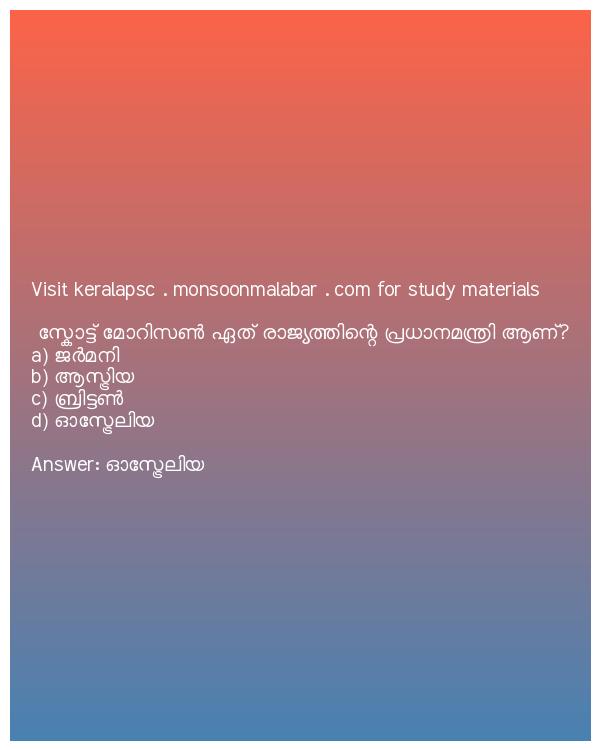 Visit keralapsc . monsoonmalabar . com for study materials
സ്കോട്ട് മോറിസൺ ഏത് രാജ്യത്തിന്റെ പ്രധാനമന്ത്രി ആണ്?
a) ജർമനി
b) ആസ്ട്രിയ
c) ബ്രിട്ടൺ
d) ഓസ്ട്രേലിയ
Answer: ഓസ്ട്രേലിയ